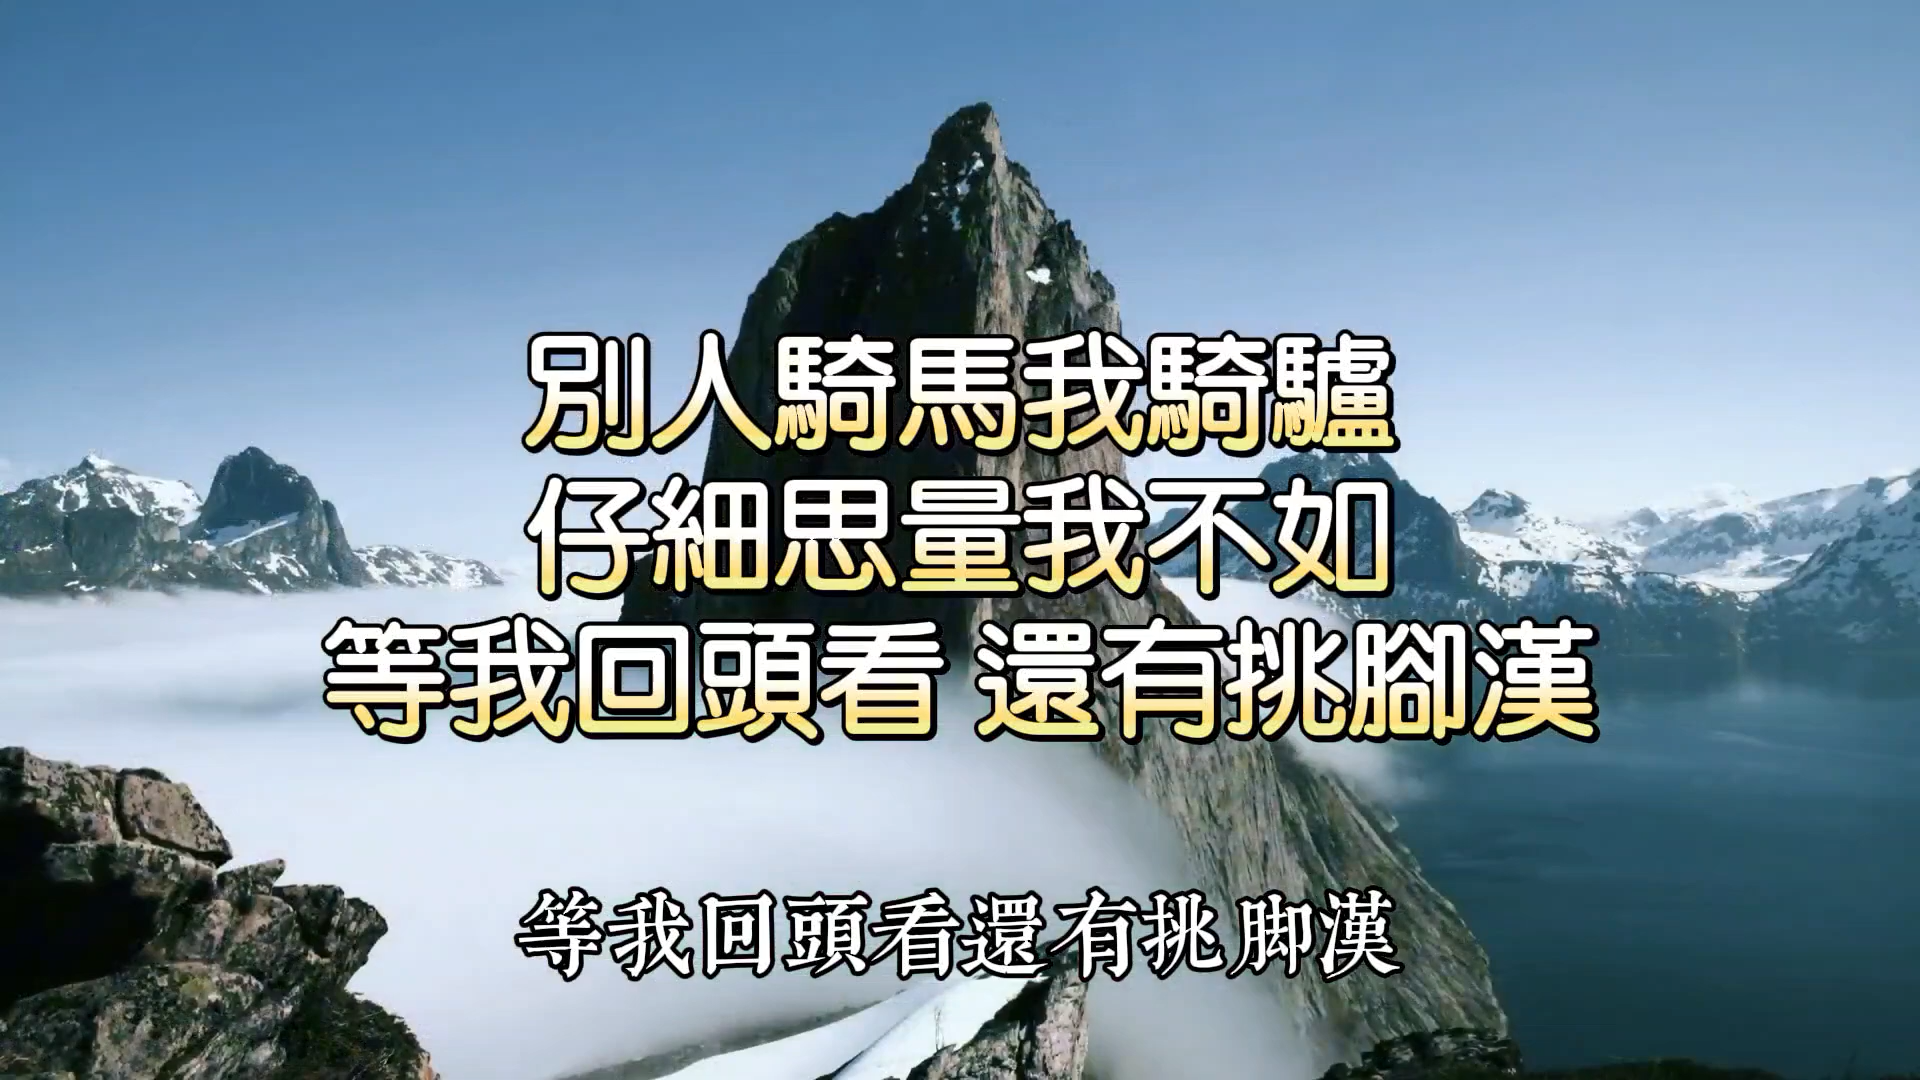 別人騎馬我騎驢
仔細思量我不如
等我回頭看 還有挑腳漢
等我回頭看還有挑脚漢